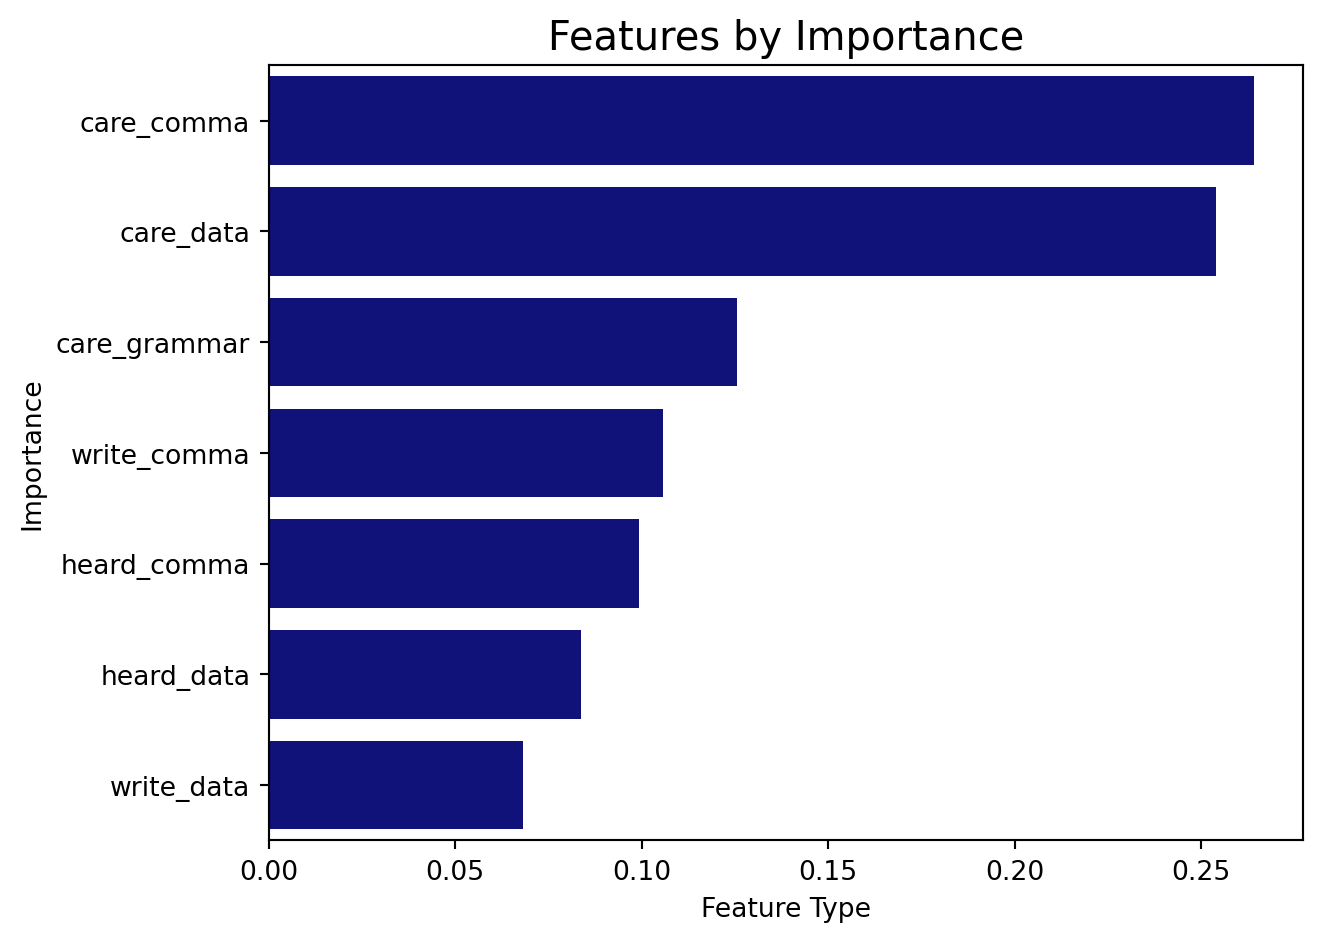 Features by Importance
care_comma
care_data
care_grammar
write_comma
heard_comma
heard_data
write_data
Importance
0.00 0.05 0.10 0.15 0.20 0.25
Feature Type